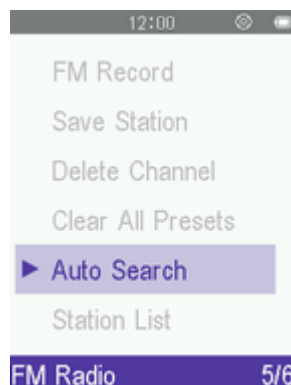 12:00
FM Record
Save Station
Delete Channel
Clear All Presets
Auto Search
Station List
FM Radio 5/6